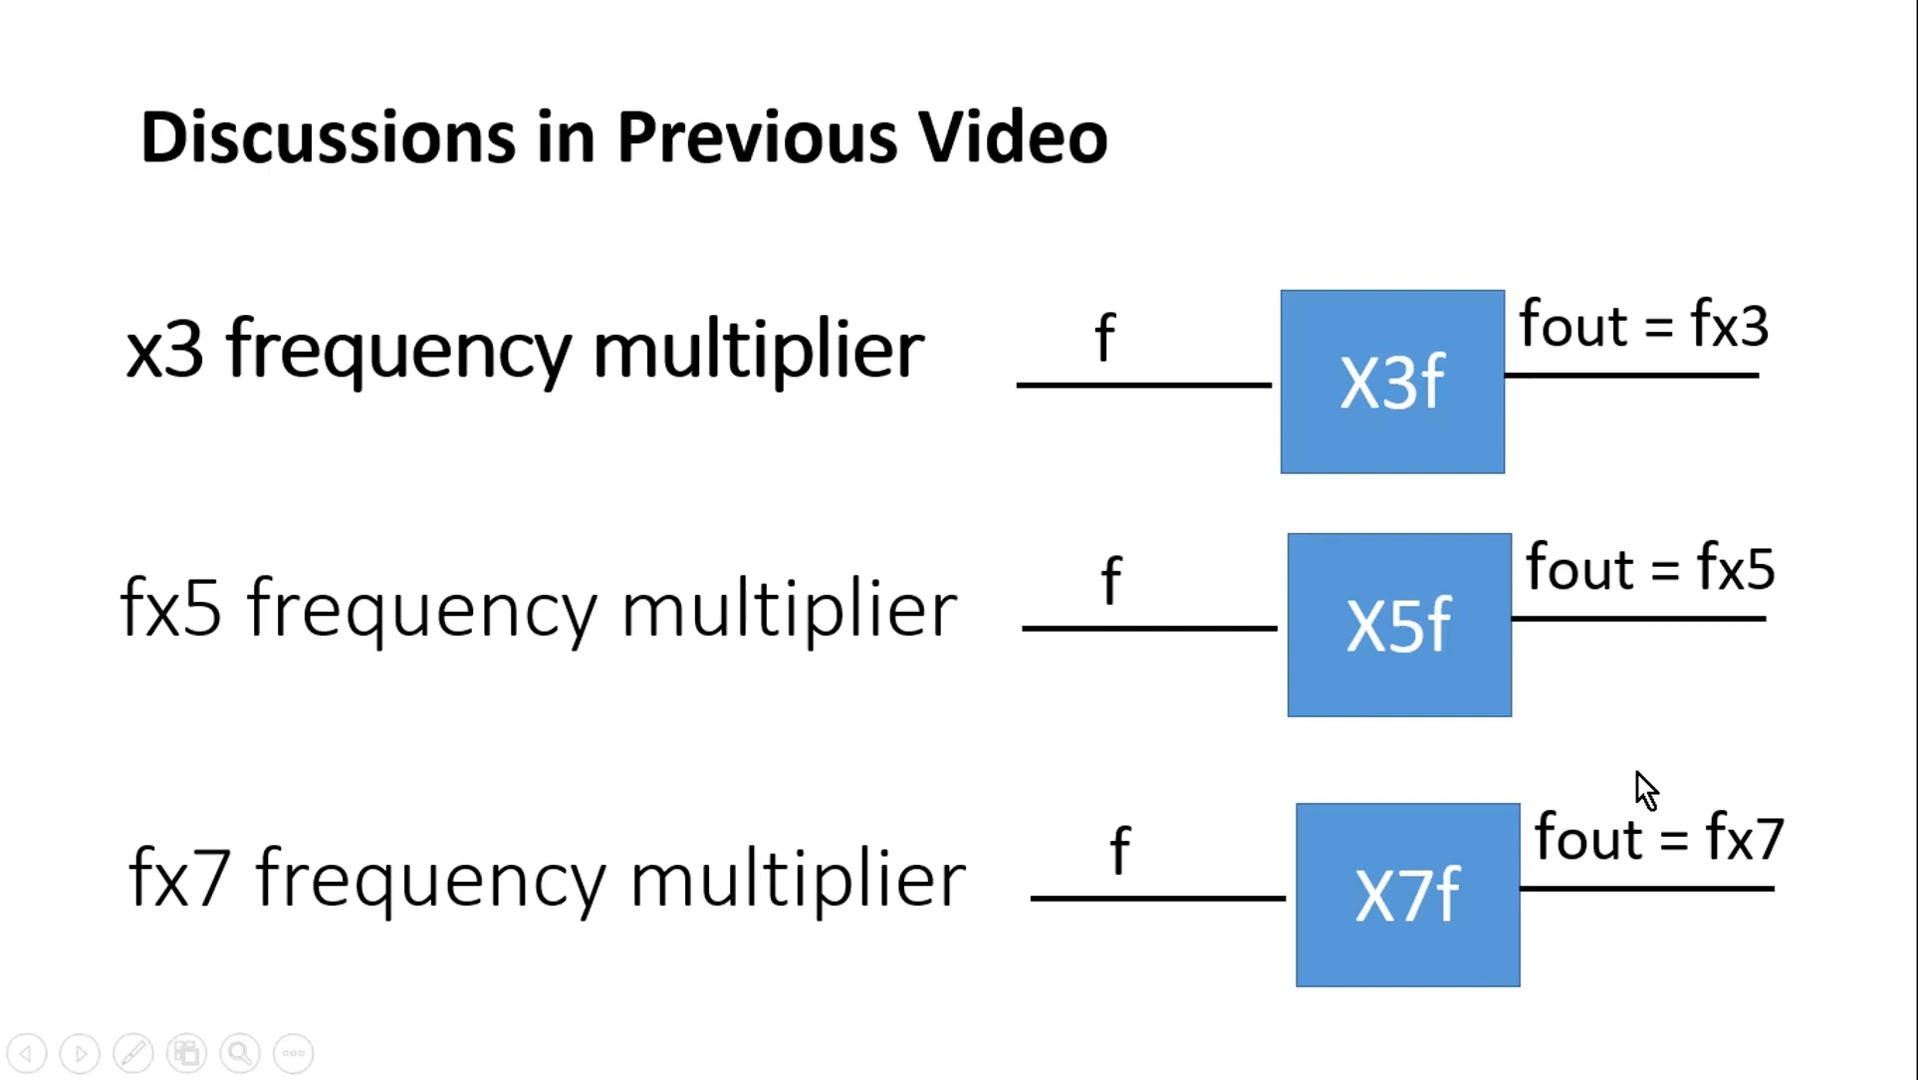 Discussions in Previous Video
x3 frequency multiplier
f
X3f
fout = fx3
fx5 frequency multiplier
f
X5f
fout = fx5
fx7 frequency multiplier
f
X7f
fout = fx7